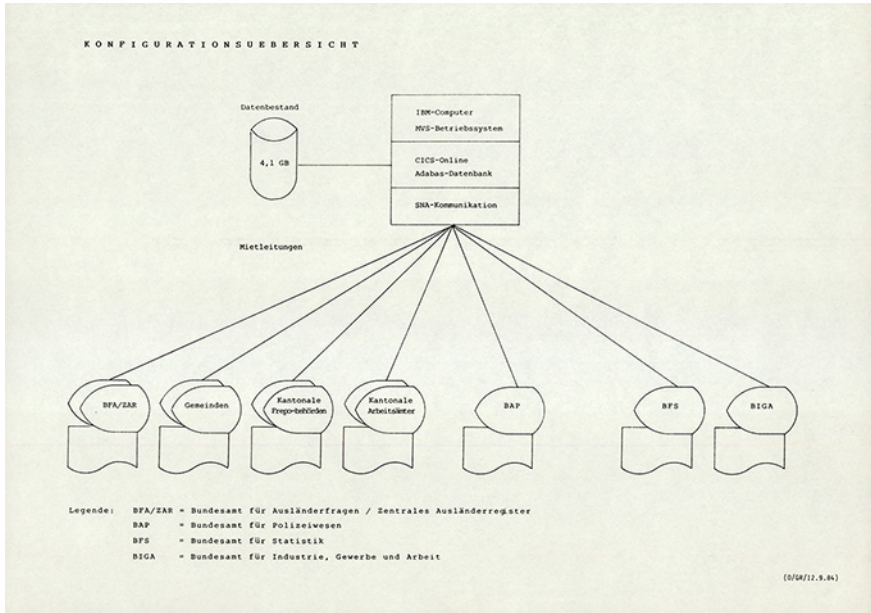 KONFIGURATIONSUEBERSICHT
Datenbestand
4,1 GB
IBM-Computer
MVS-Betriebssystem
CICS-Online
Adabas-Datenbank
SNA-Kommunikation
Mietleitungen
BFA/ZAR
Gemeinden
Kantonale
Frepo-behörden
Kantonale
Arbeitsämter
BAP
BFS
BIGA
Legende: BFA/ZAR = Bundesamt für Ausländerfragen / Zentrales Ausländerregister
BAP = Bundesamt für Polizeiwesen
BFS = Bundesamt für Statistik
BIGA = Bundesamt für Industrie, Gewerbe und Arbeit
(O/GR/12.9.84)